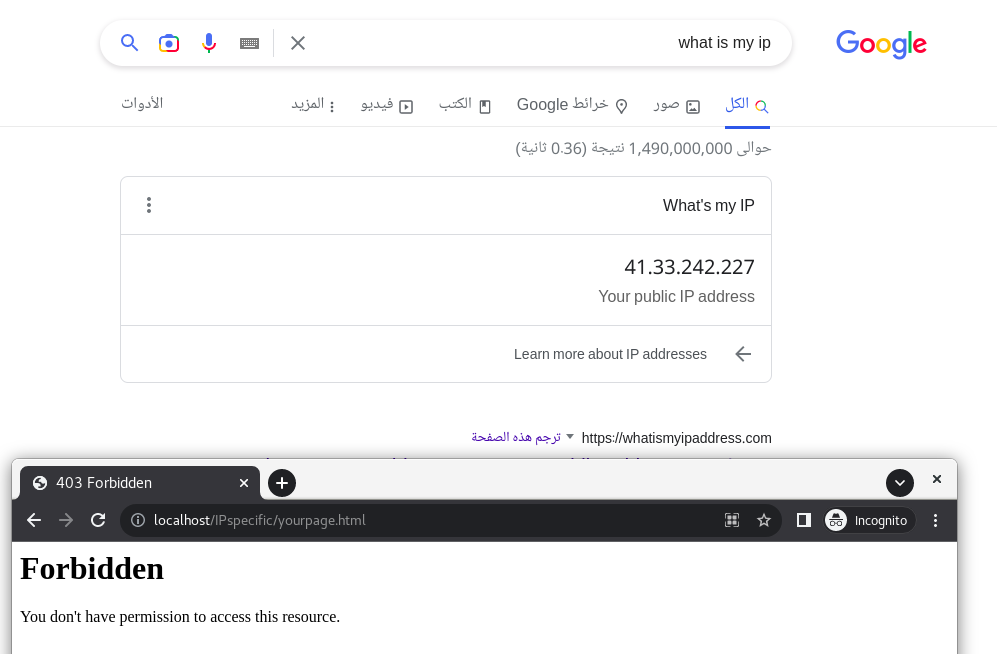 what is my ip
Google
الكل
صور
خرائط Google
الكتب
فيديو
المزيد
الأدوات
حوالى 1,490,000,000 نتيجة (0.36 ثانية)
What's my IP
41.33.242.227
Your public IP address
Learn more about IP addresses
https://whatismyipaddress.com ترجم هذه الصفحة
403 Forbidden
localhost/IPspecific/yourpage.html
Incognito
Forbidden
You don't have permission to access this resource.